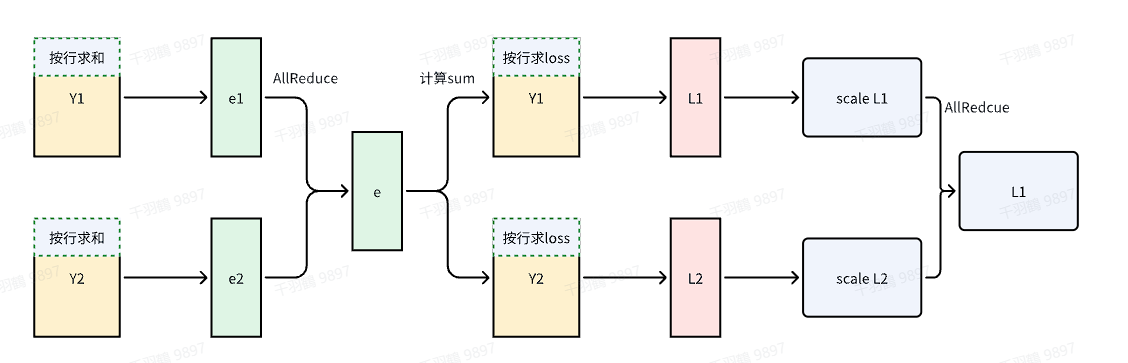 按行求和
Y1
e1
AllReduce
e
计算sum
按行求loss
Y1
L1
scale L1
AllRedcue
L1
按行求和
Y2
e2
按行求loss
Y2
L2
scale L2
千羽鹤 9897